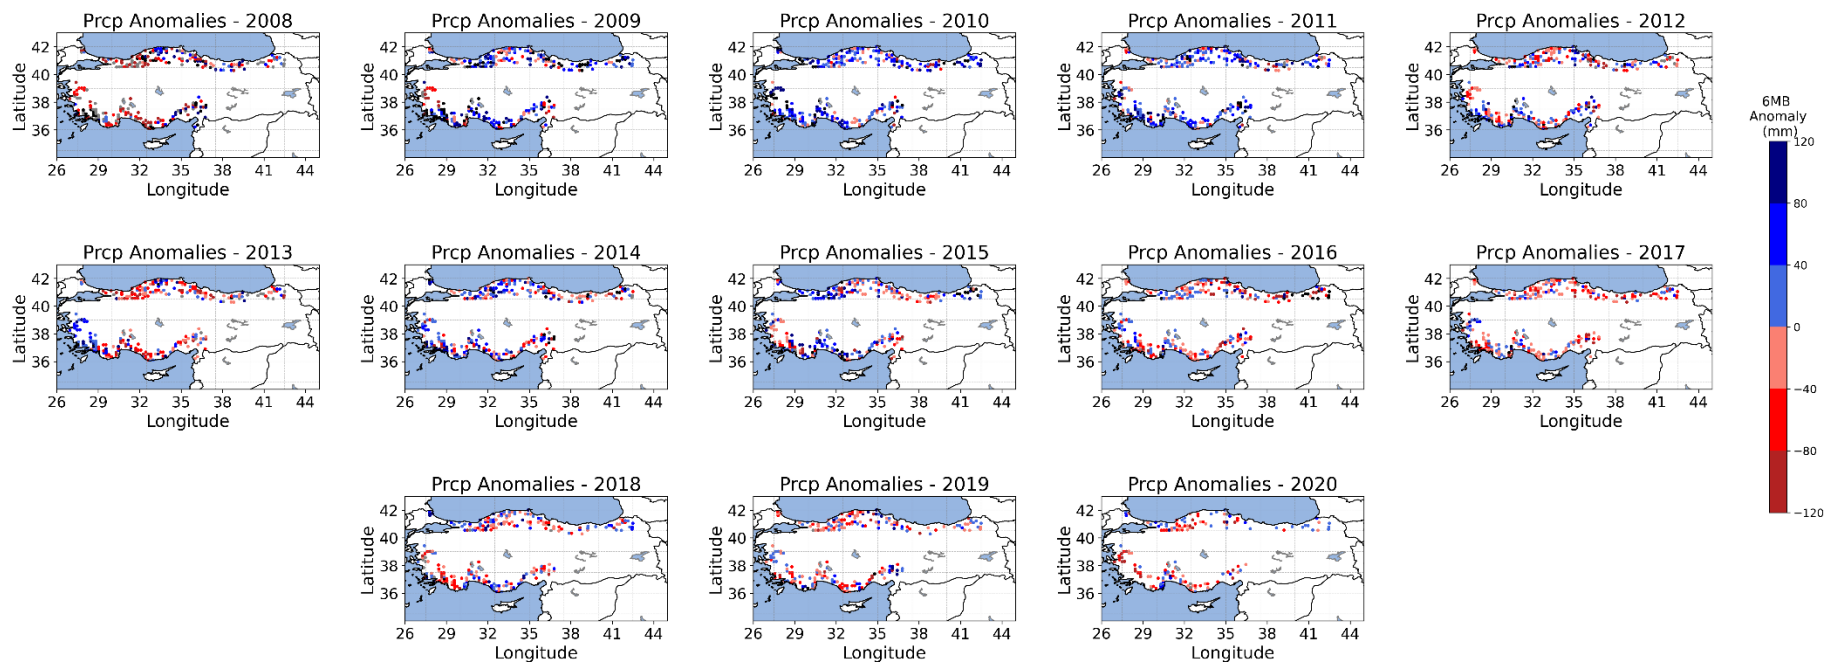 Prcp Anomalies - 2008
Prcp Anomalies - 2009
Prcp Anomalies - 2010
Prcp Anomalies - 2011
Prcp Anomalies - 2012
Latitude
42
40
38
36
26 29 32 35 38 41 44
Longitude
Latitude
42
40
38
36
26 29 32 35 38 41 44
Longitude
Latitude
42
40
38
36
26 29 32 35 38 41 44
Longitude
Latitude
42
40
38
36
26 29 32 35 38 41 44
Longitude
Latitude
42
40
38
36
26 29 32 35 38 41 44
Longitude
6MB
Anomaly
(mm)
120
80
40
0
−40
−80
−120
Prcp Anomalies - 2013
Prcp Anomalies - 2014
Prcp Anomalies - 2015
Prcp Anomalies - 2016
Prcp Anomalies - 2017
Latitude
42
40
38
36
26 29 32 35 38 41 44
Longitude
Latitude
42
40
38
36
26 29 32 35 38 41 44
Longitude
Latitude
42
40
38
36
26 29 32 35 38 41 44
Longitude
Latitude
42
40
38
36
26 29 32 35 38 41 44
Longitude
Latitude
42
40
38
36
26 29 32 35 38 41 44
Longitude
Prcp Anomalies - 2018
Prcp Anomalies - 2019
Prcp Anomalies - 2020
Latitude
42
40
38
36
26 29 32 35 38 41 44
Longitude
Latitude
42
40
38
36
26 29 32 35 38 41 44
Longitude
Latitude
42
40
38
36
26 29 32 35 38 41 44
Longitude